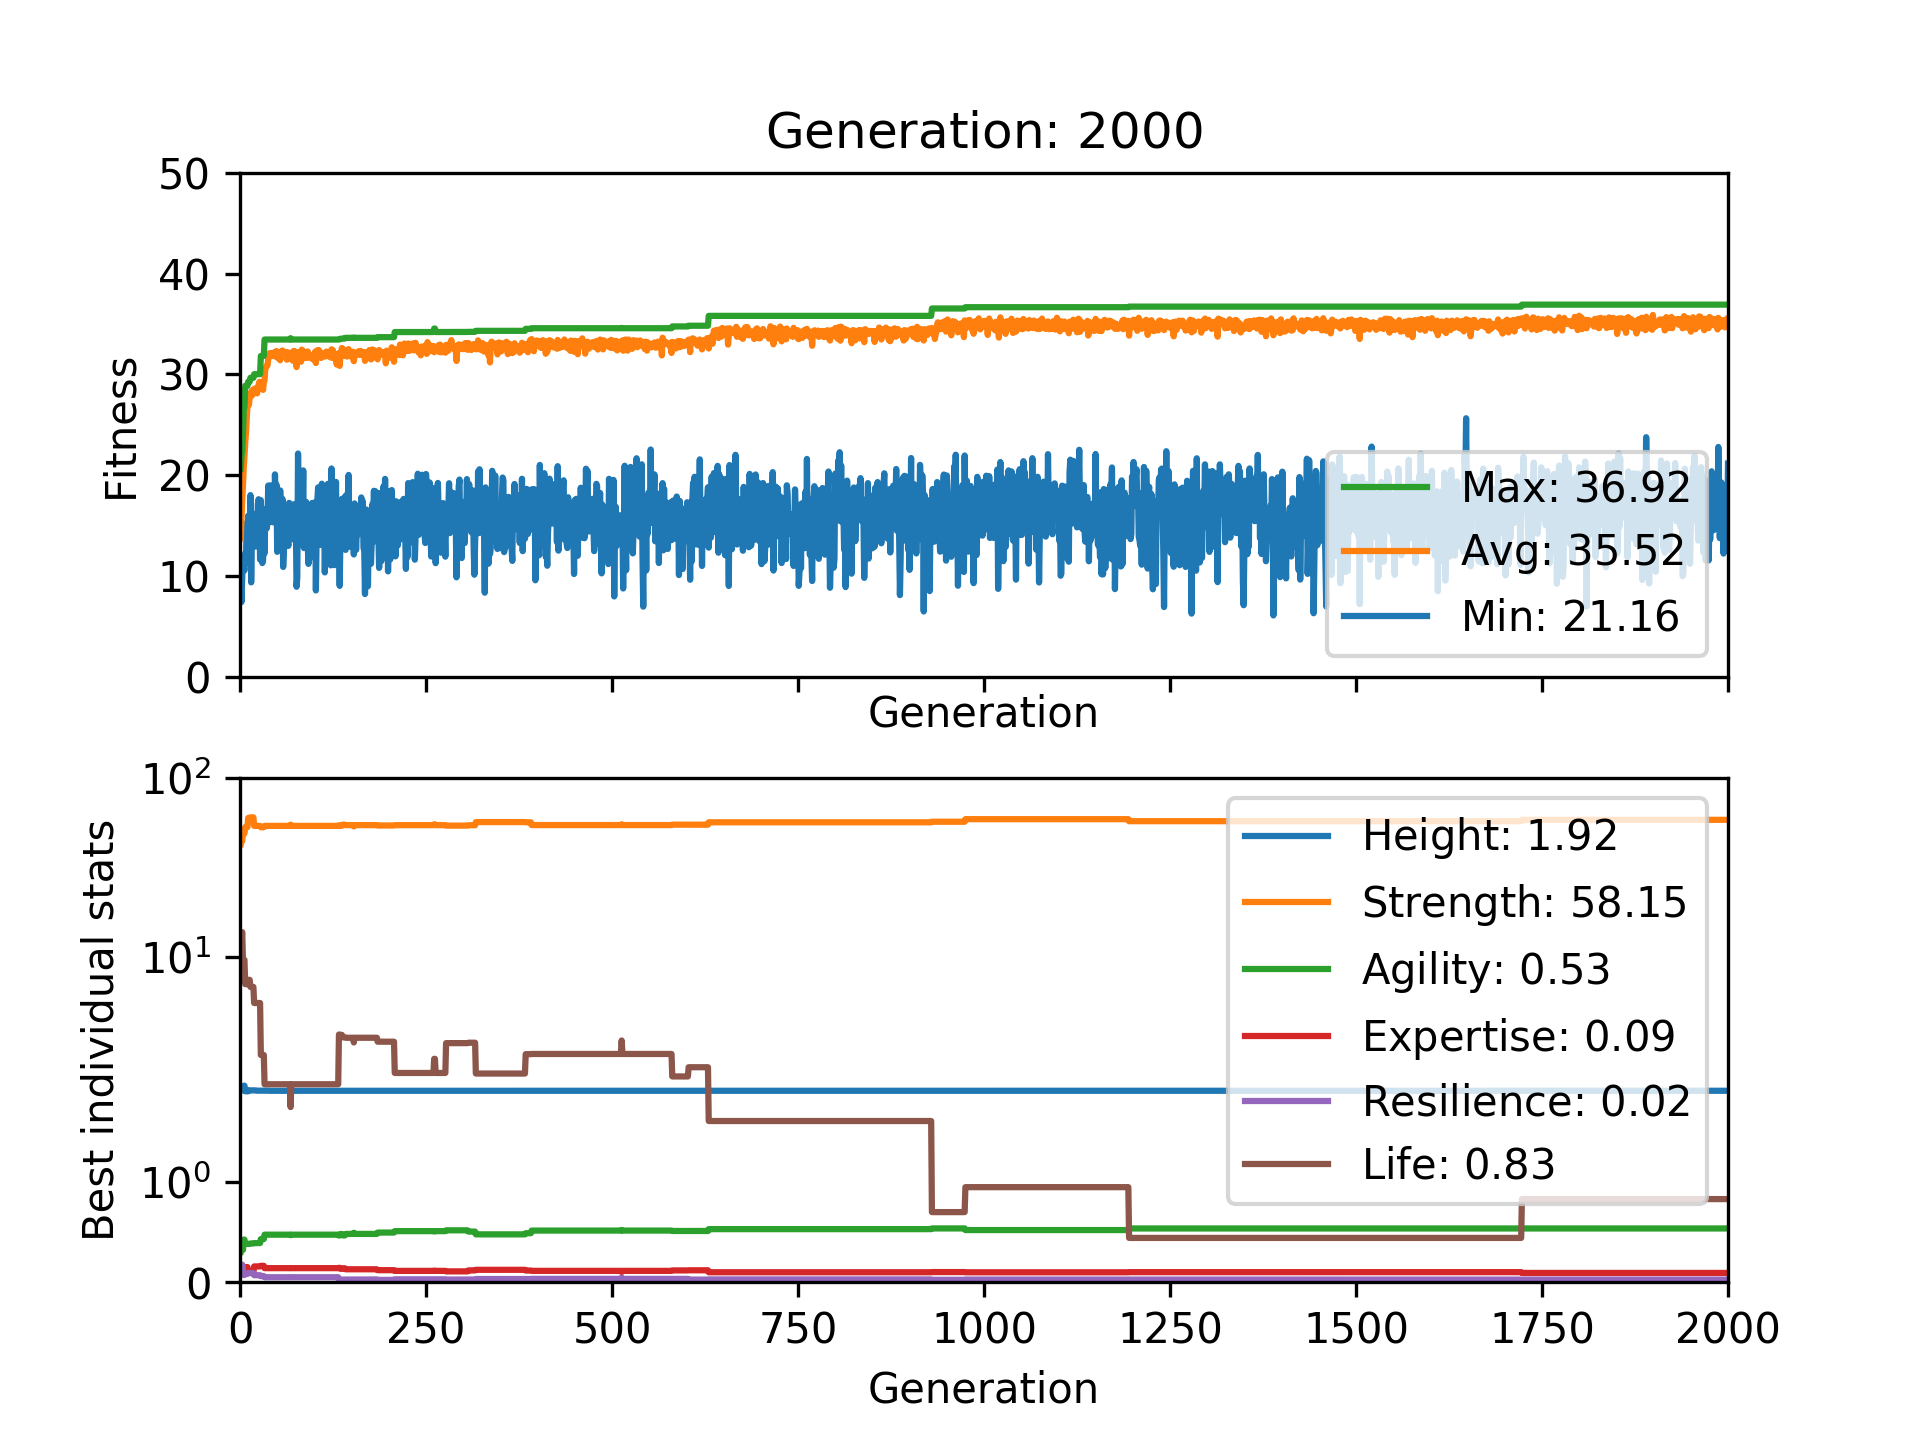 Generation: 2000
50
40
30
20
10
0
Fitness
Max: 36.92
Avg: 35.52
Min: 21.16
Generation
10²
10¹
10⁰
0
Best individual stats
Height: 1.92
Strength: 58.15
Agility: 0.53
Expertise: 0.09
Resilience: 0.02
Life: 0.83
0 250 500 750 1000 1250 1500 1750 2000
Generation